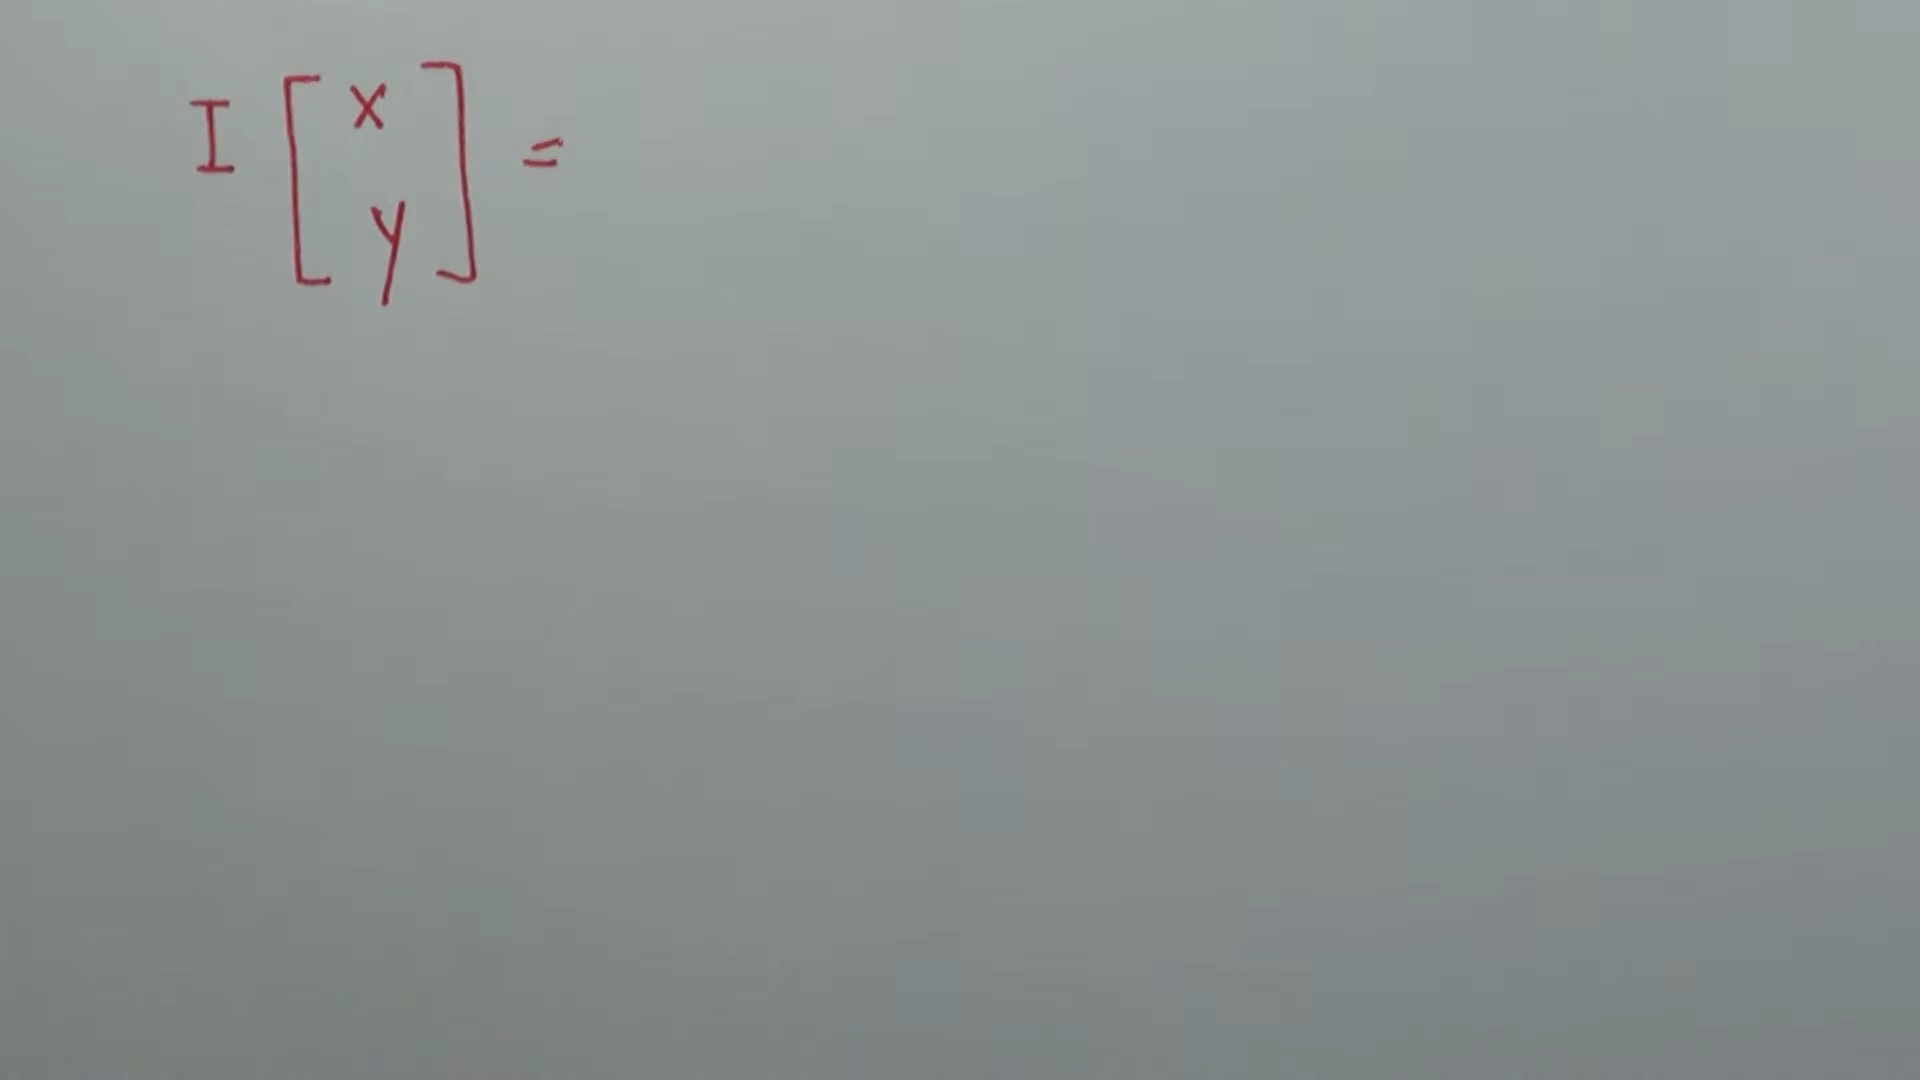 I [x y] =